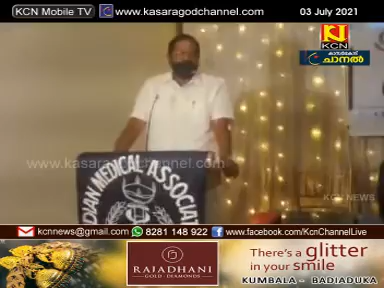 KCN Mobile TV www.kasaragodchannel.com 03 July 2021
KCN
കാസർകോട്
ചാനൽ
www.kasaragodchannel.com
DIAN MEDICAL ASSOCIAT
KCN NEWS
kcnnews@gmail.com 8281 148 922 www.facebook.com/KcnChannelLive
RAJADHANI
GOLD & DIAMONDS
There's a glitter
in your smile
KUMBALA - BADIADUKA